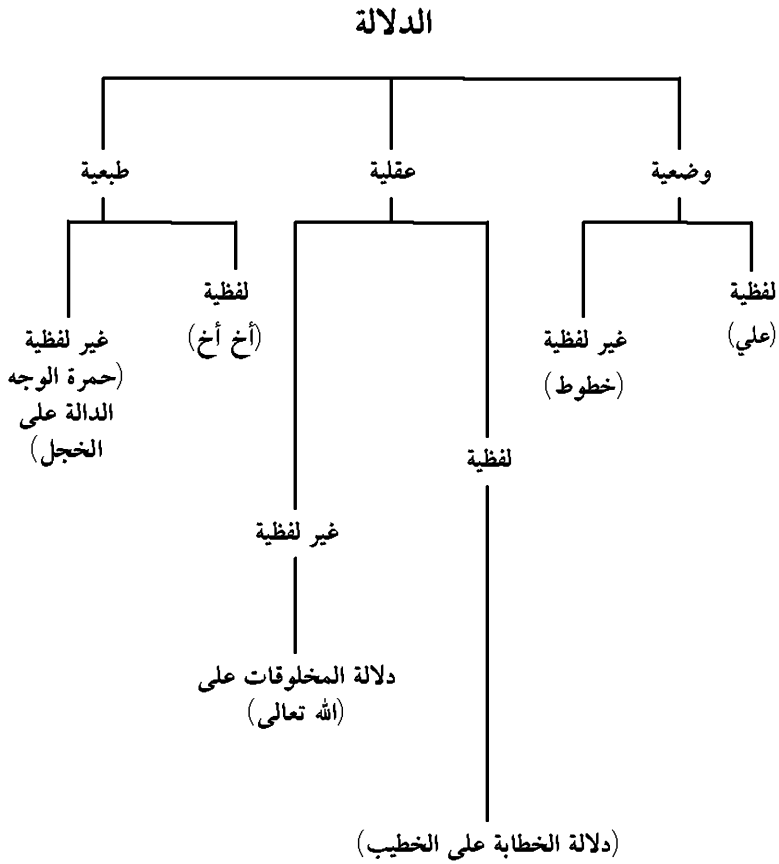 الدلالة
وضعية
عقلية
طبعية
لفظية
(علي)
غير لفظية
(خطوط)
لفظية
(دلالة الخطابة على الخطيب)
غير لفظية
دلالة المخلوقات على
(الله تعالى)
لفظية
(أخ أخ)
غير لفظية
(حمرة الوجه
الدالة على
الخجل)